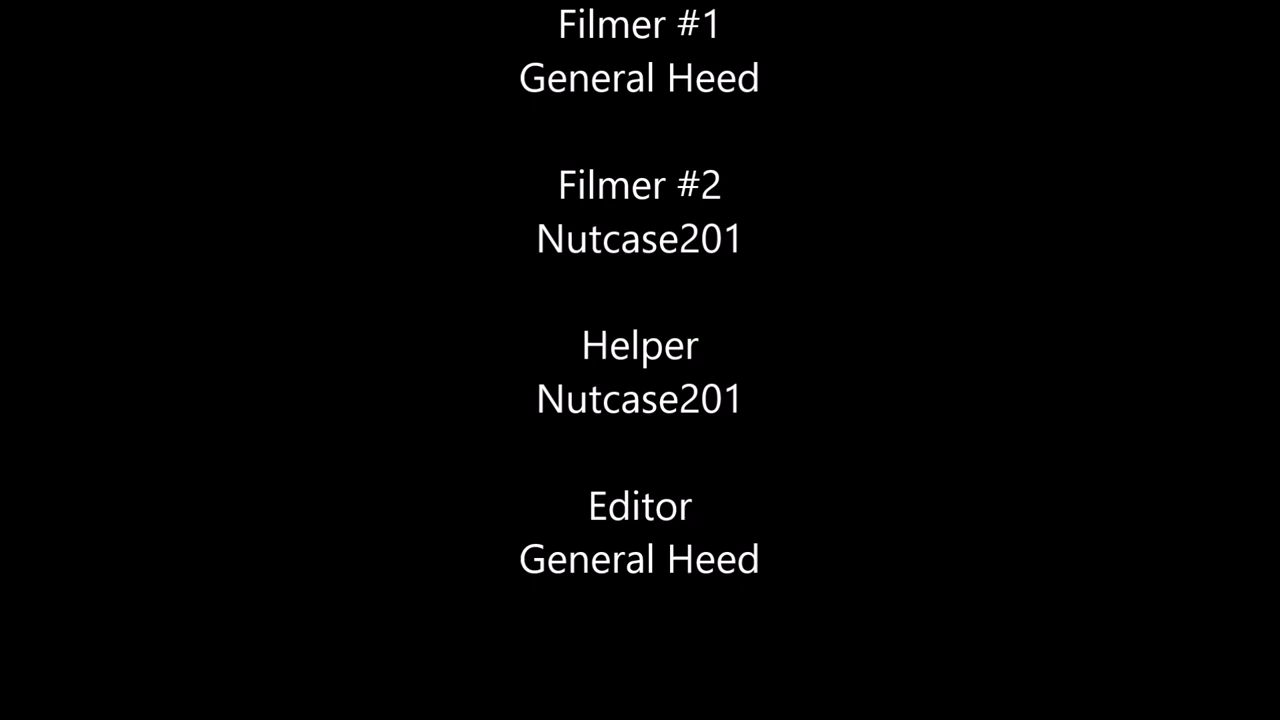 Filmer #1
General Heed
Filmer #2
Nutcase201
Helper
Nutcase201
Editor
General Heed